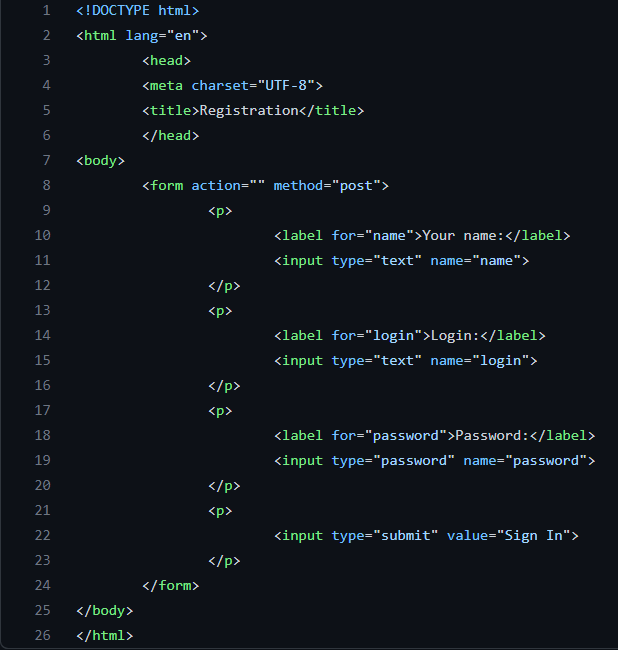 1 <!DOCTYPE html>
2 <html lang="en">
3 <head>
4 <meta charset="UTF-8">
5 <title>Registration</title>
6 </head>
7 <body>
8 <form action="" method="post">
9 <p>
10 <label for="name">Your name:</label>
11 <input type="text" name="name">
12 </p>
13 <p>
14 <label for="login">Login:</label>
15 <input type="text" name="login">
16 </p>
17 <p>
18 <label for="password">Password:</label>
19 <input type="password" name="password">
20 </p>
21 <p>
22 <input type="submit" value="Sign In">
23 </p>
24 </form>
25 </body>
26 </html>